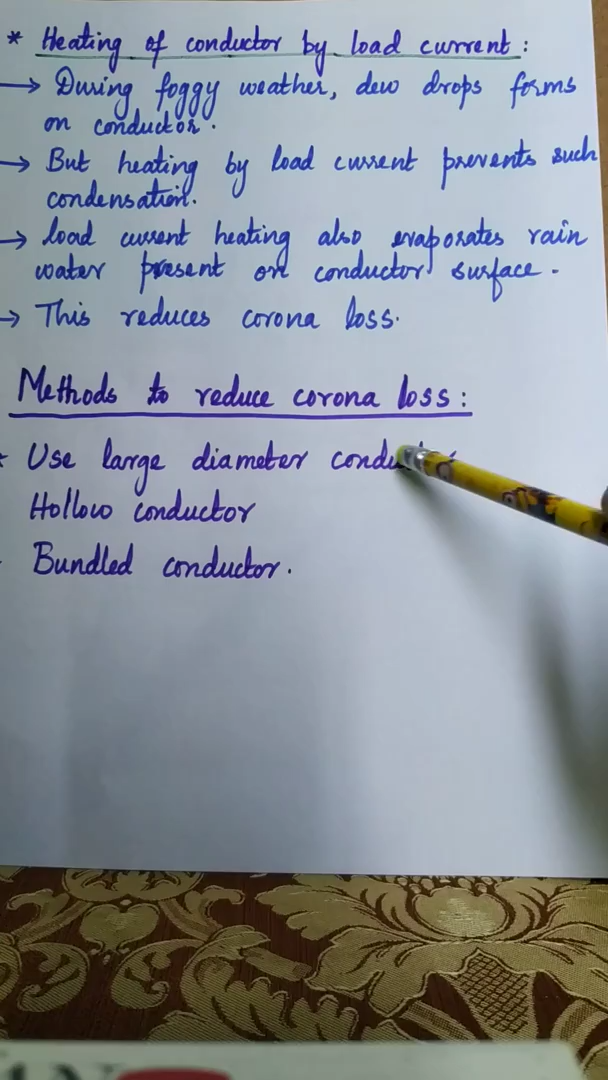 * Heating of conductor by load current :
→ During foggy weather, dew drops forms
on conductor.
→ But heating by load current prevents such
condensation.
→ load current heating also evaporates rain
water present on conductor surface.
→ This reduces corona loss.
Methods to reduce corona loss :
* Use large diameter
Hollow conductor
Bundled conductor.